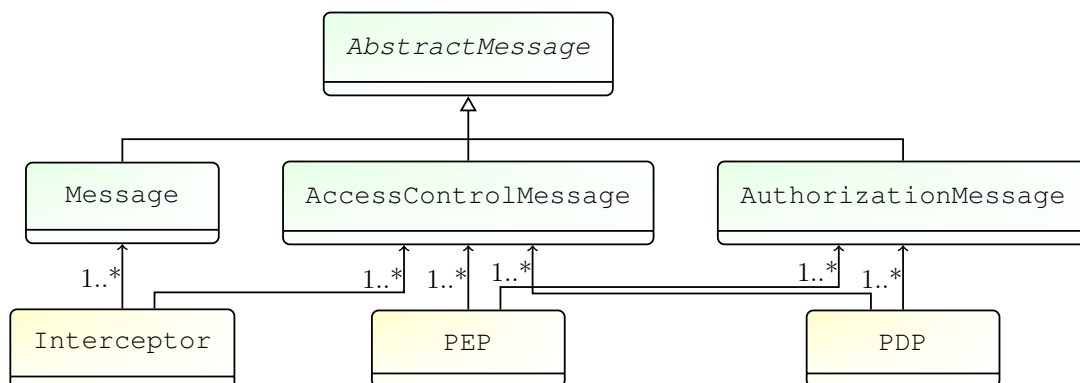 AbstractMessage
Message
AccessControlMessage
AuthorizationMessage
1..*
1..*
1..*
1..*
1..*
1..*
Interceptor
PEP
PDP